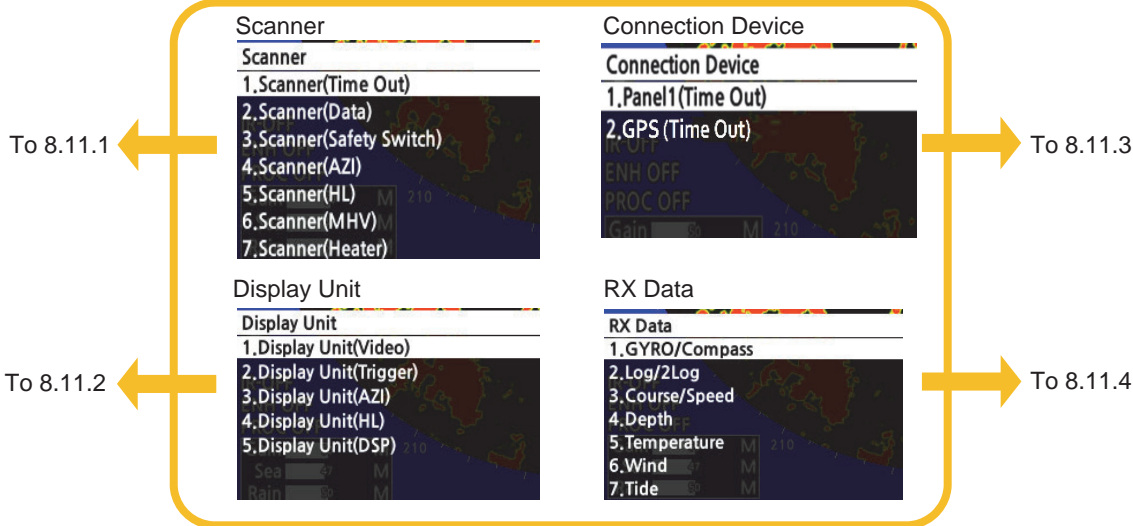 Scanner
Scanner
1.Scanner(Time Out)
2.Scanner(Data)
3.Scanner(Safety Switch)
4.Scanner(AZI)
5.Scanner(HL)
6.Scanner(MHV)
7.Scanner(Heater)
M 210
M
To 8.11.1
Connection Device
Connection Device
1.Panel1(Time Out)
2.GPS (Time Out)
IR-OFF
ENH OFF
PROC OFF
Gain M 210
To 8.11.3
Display Unit
Display Unit
1.Display Unit(Video)
2.Display Unit(Trigger)
3.Display Unit(AZI)
4.Display Unit(HL)
5.Display Unit(DSP)
210
Sea M
Rain M
To 8.11.2
RX Data
RX Data
1.GYRO/Compass
2.Log/2Log
3.Course/Speed
4.Depth
5.Temperature
6.Wind
7.Tide
M 210
M
M
To 8.11.4